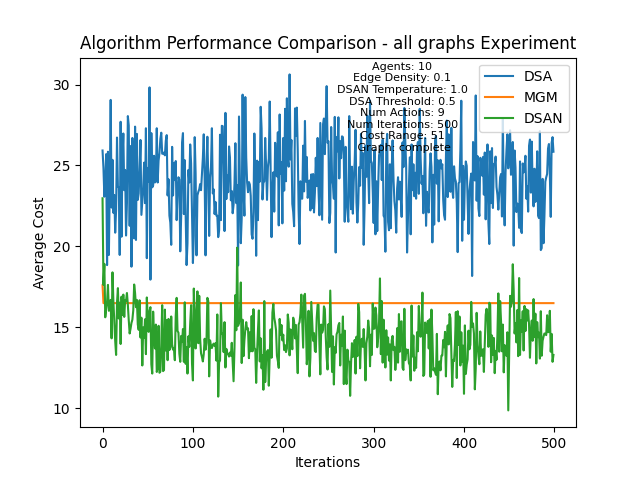 Algorithm Performance Comparison - all graphs Experiment
Agents: 10
Edge Density: 0.1
DSAN Temperature: 1.0
DSA Threshold: 0.5
Num Actions: 9
Num Iterations: 500
Cost Range: 51
Graph: complete
DSA
MGM
DSAN
30
25
20
15
10
Average Cost
0
100
200
300
400
500
Iterations